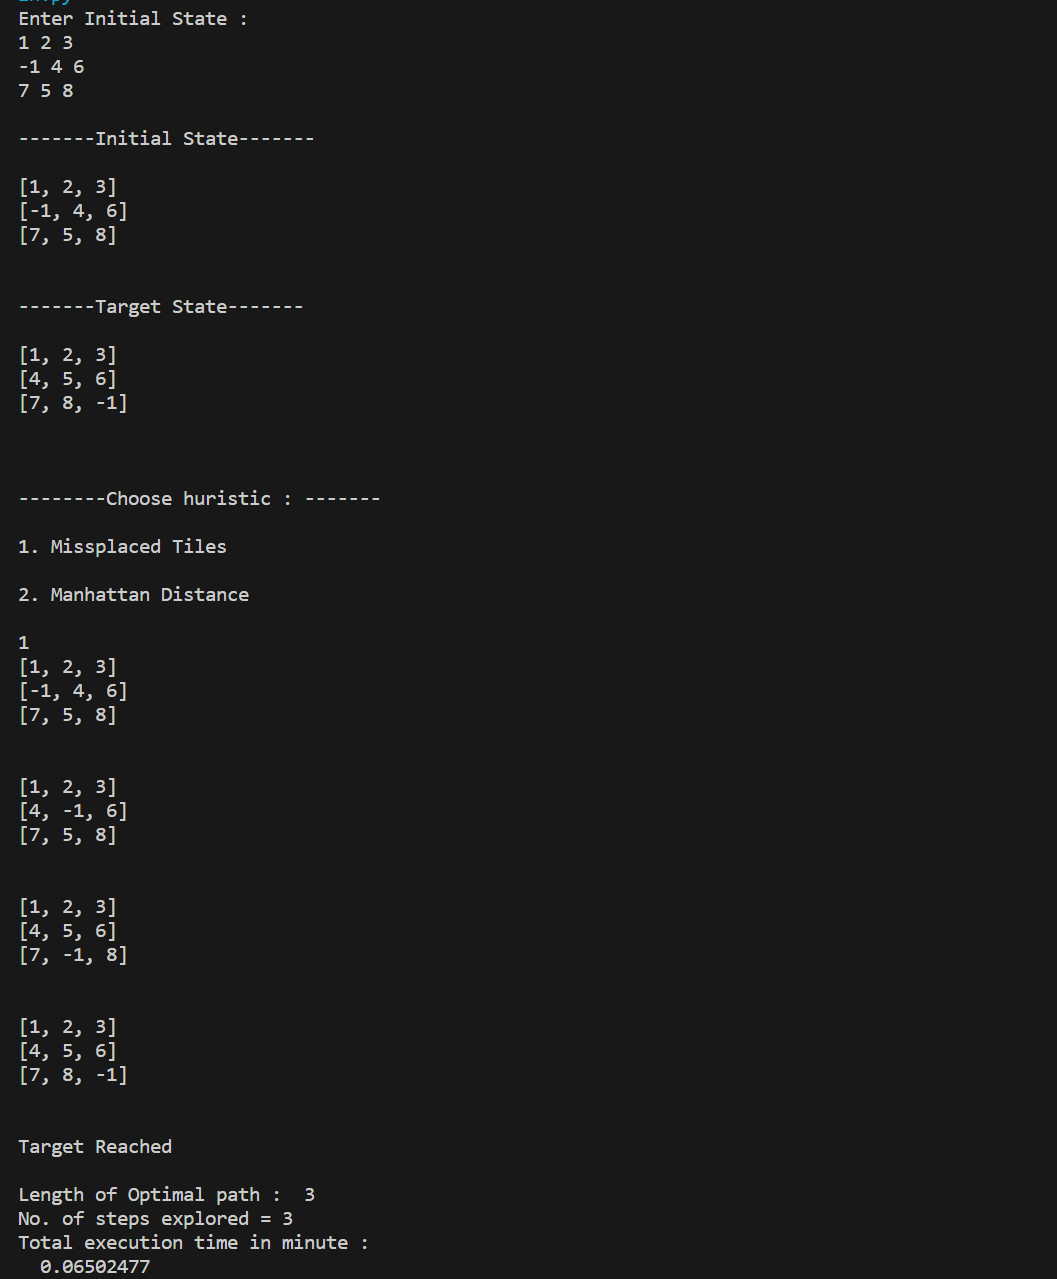 Enter Initial State :
1 2 3
-1 4 6
7 5 8
-------Initial State-------
[1, 2, 3]
[-1, 4, 6]
[7, 5, 8]
-------Target State-------
[1, 2, 3]
[4, 5, 6]
[7, 8, -1]
--------Choose huristic : -------
1. Missplaced Tiles
2. Manhattan Distance
1
[1, 2, 3]
[-1, 4, 6]
[7, 5, 8]
[1, 2, 3]
[4, -1, 6]
[7, 5, 8]
[1, 2, 3]
[4, 5, 6]
[7, -1, 8]
[1, 2, 3]
[4, 5, 6]
[7, 8, -1]
Target Reached
Length of Optimal path :  3
No. of steps explored = 3
Total execution time in minute :
  0.06502477